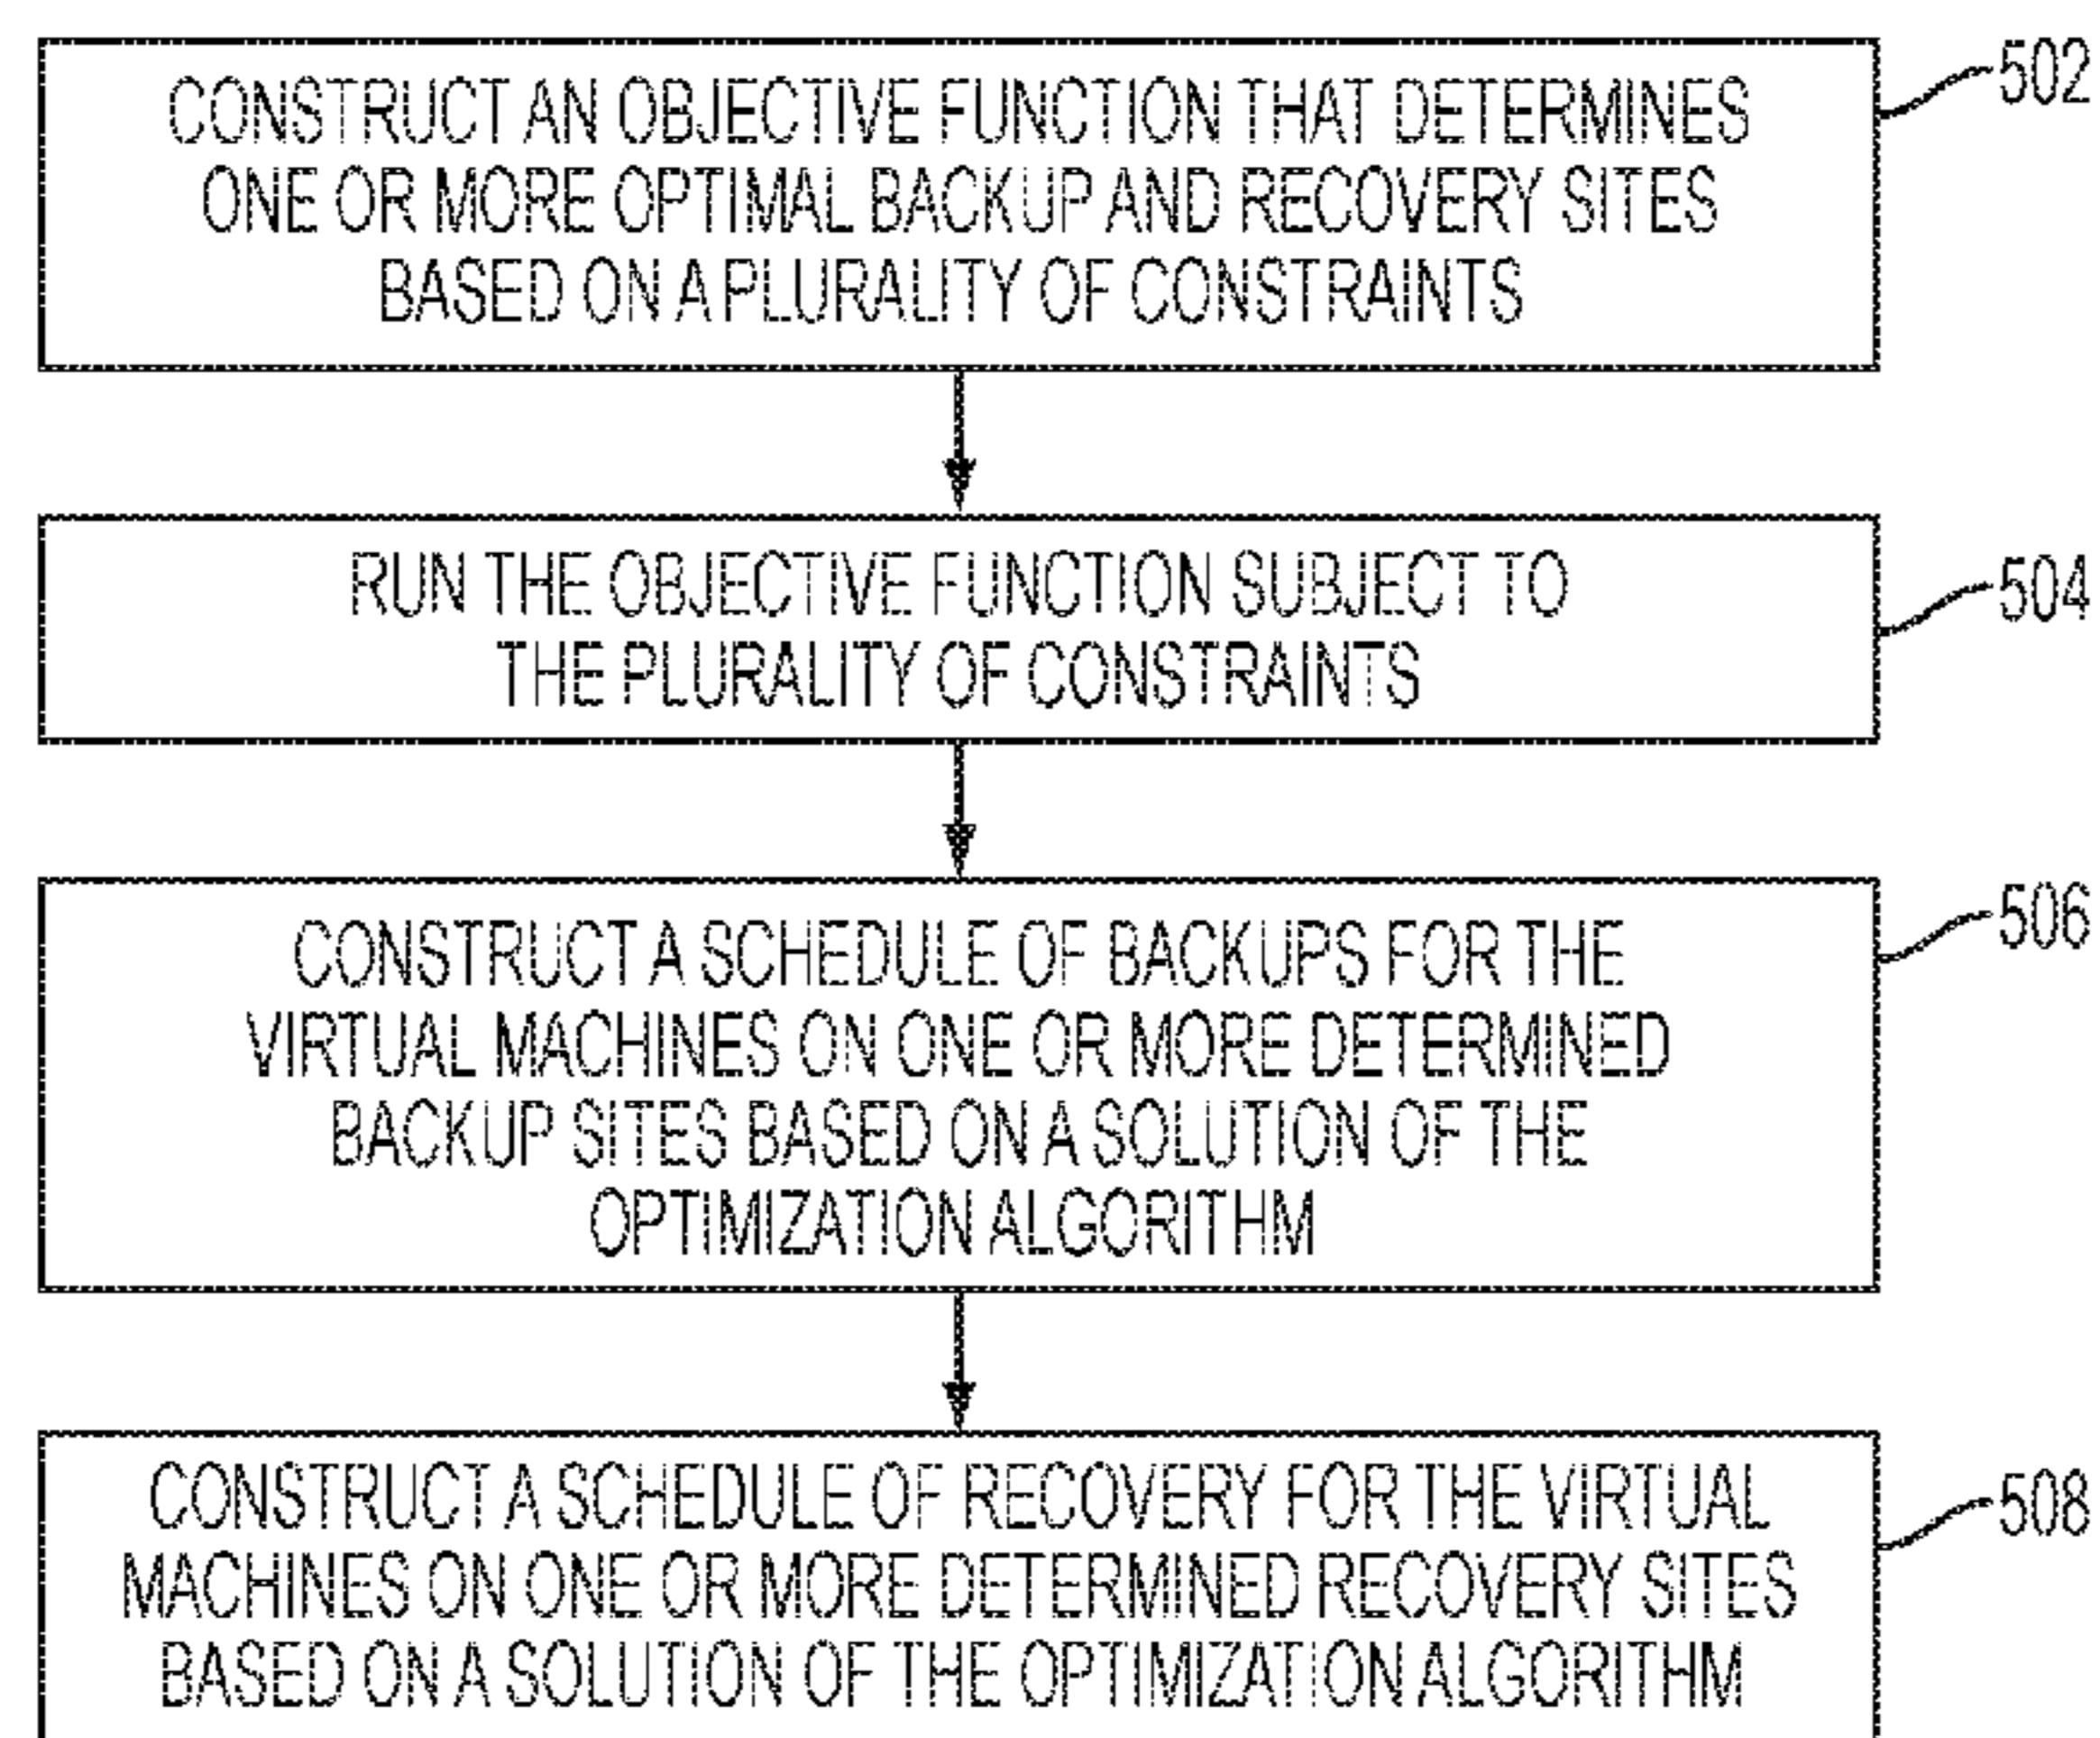 CONSTRUCT AN OBJECTIVE FUNCTION THAT DETERMINES
ONE OR MORE OPTIMAL BACKUP AND RECOVERY SITES
BASED ON A PLURALITY OF CONSTRAINTS
502
RUN THE OBJECTIVE FUNCTION SUBJECT TO
THE PLURALITY OF CONSTRAINTS
504
CONSTRUCT A SCHEDULE OF BACKUPS FOR THE
VIRTUAL MACHINES ON ONE OR MORE DETERMINED
BACKUP SITES BASED ON A SOLUTION OF THE
OPTIMIZATION ALGORITHM
506
CONSTRUCT A SCHEDULE OF RECOVERY FOR THE VIRTUAL
MACHINES ON ONE OR MORE DETERMINED RECOVERY SITES
BASED ON A SOLUTION OF THE OPTIMIZATION ALGORITHM
508